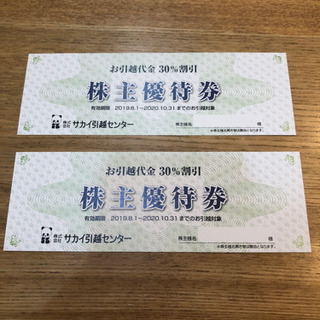 お引越代金 30%割引
株主優待券
有効期限 2019.8.1～2020.10.31 までのお引越対象
株式会社 サカイ引越センター 株主様名 様
お引越代金 30%割引
株主優待券
有効期限 2019.8.1～2020.10.31 までのお引越対象
株式会社 サカイ引越センター 株主様名 様